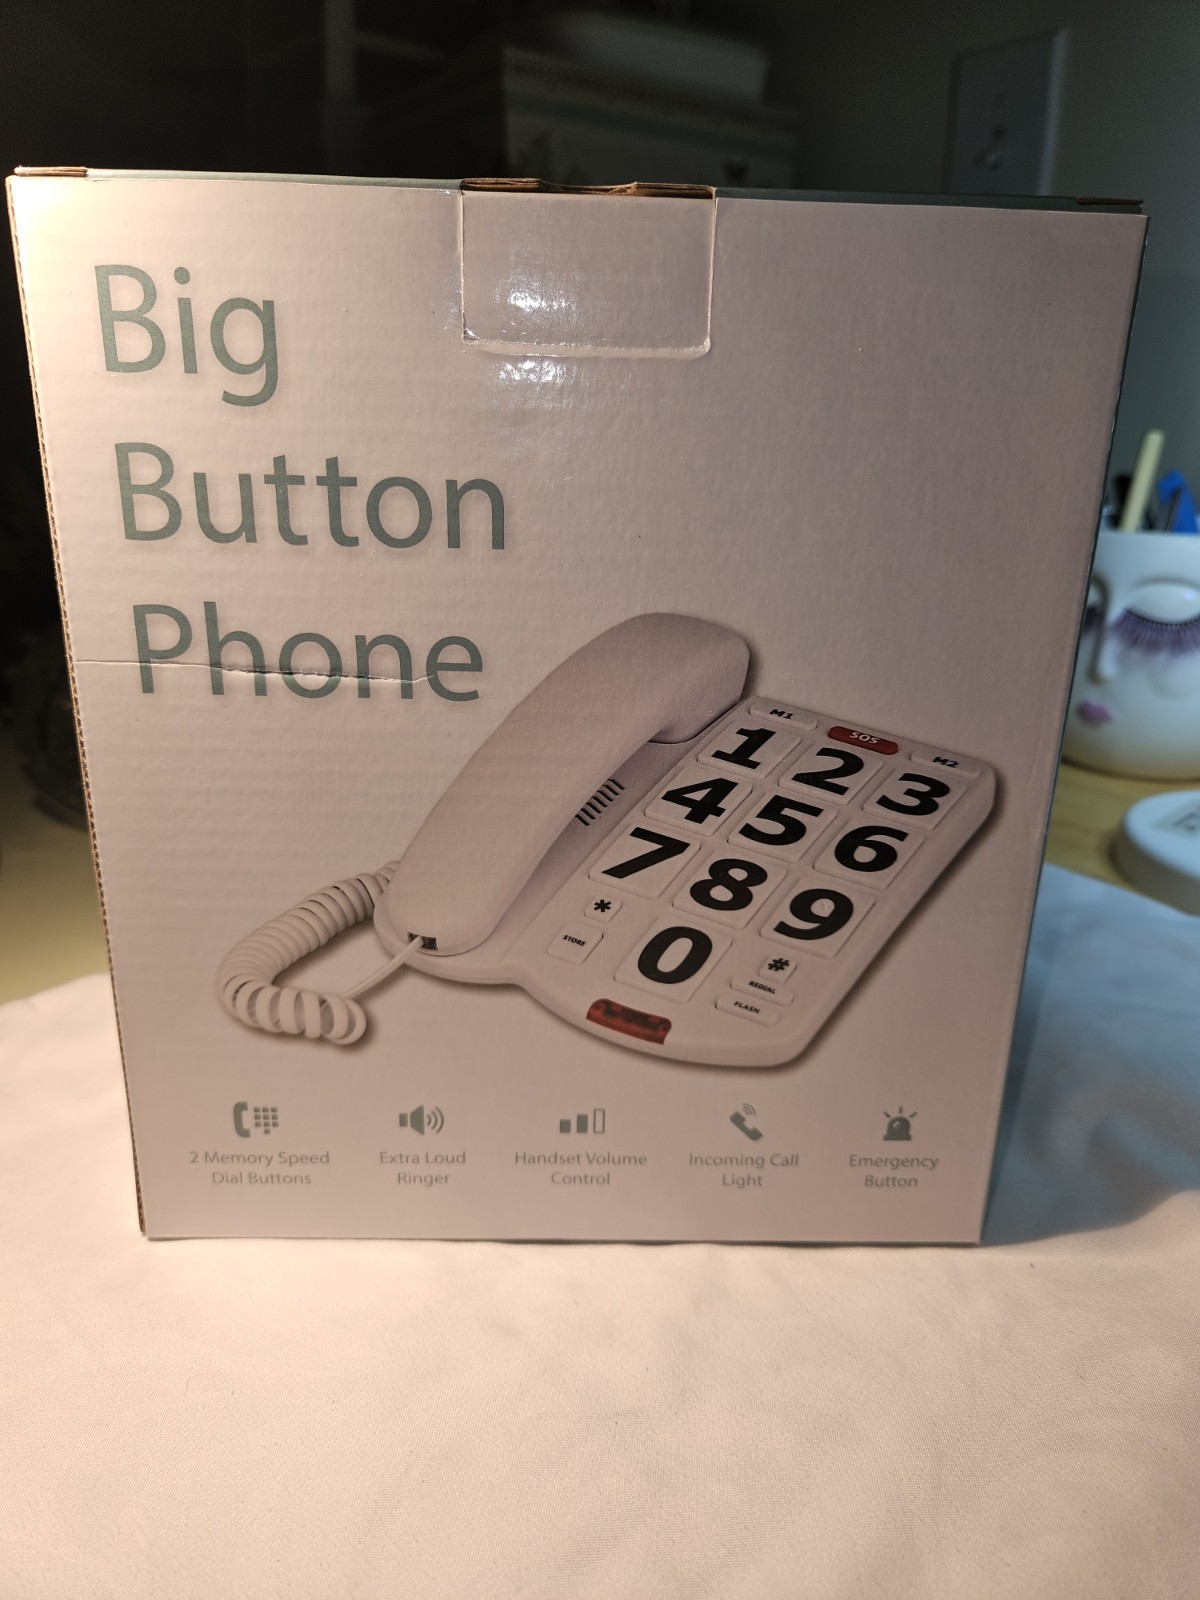 Big
Button
Phone
M1
SOS
M2
1
2
3
4
5
6
7
8
9
*
0
#
STORE
REDIAL
FLASH
2 Memory Speed
Dial Buttons
Extra Loud
Ringer
Handset Volume
Control
Incoming Call
Light
Emergency
Button